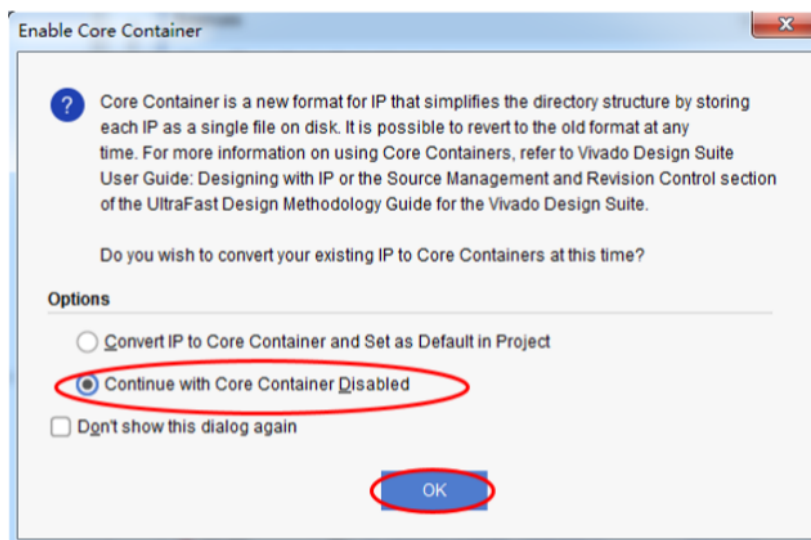 Enable Core Container
Core Container is a new format for IP that simplifies the directory structure by storing
each IP as a single file on disk. It is possible to revert to the old format at any
time. For more information on using Core Containers, refer to Vivado Design Suite
User Guide: Designing with IP or the Source Management and Revision Control section
of the UltraFast Design Methodology Guide for the Vivado Design Suite.
Do you wish to convert your existing IP to Core Containers at this time?
Options
Convert IP to Core Container and Set as Default in Project
Continue with Core Container Disabled
Don't show this dialog again
OK